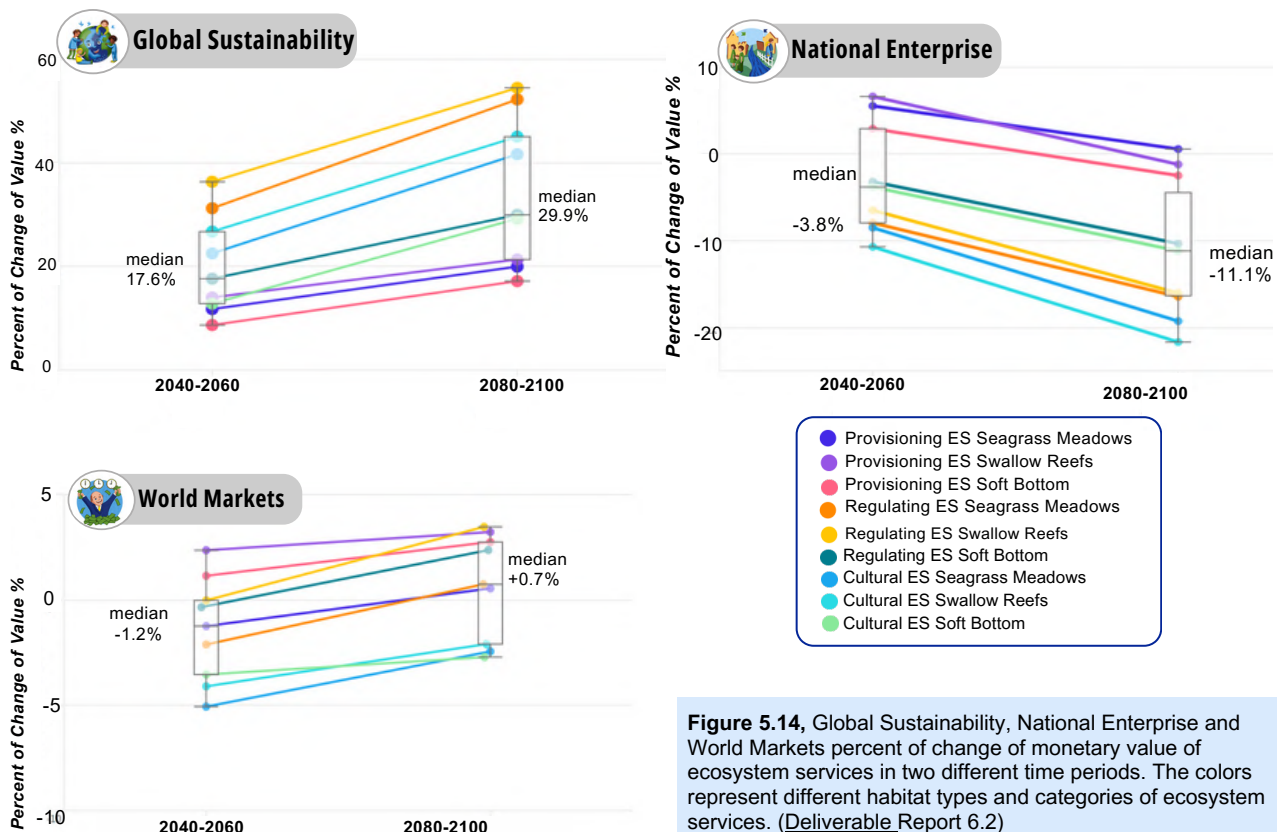 Global Sustainability
Percent of Change of Value %
60
40
20
0
median
17.6%
median
29.9%
2040-2060
2080-2100
National Enterprise
Percent of Change of Value %
10
0
-10
-20
median
-3.8%
median
-11.1%
2040-2060
2080-2100
World Markets
Percent of Change of Value %
5
0
-5
-10
median
-1.2%
median
+0.7%
2040-2060
2080-2100
Provisioning ES Seagrass Meadows
Provisioning ES Swallow Reefs
Provisioning ES Soft Bottom
Regulating ES Seagrass Meadows
Regulating ES Swallow Reefs
Regulating ES Soft Bottom
Cultural ES Seagrass Meadows
Cultural ES Swallow Reefs
Cultural ES Soft Bottom
Figure 5.14, Global Sustainability, National Enterprise and
World Markets percent of change of monetary value of
ecosystem services in two different time periods. The colors
represent different habitat types and categories of ecosystem
services. (Deliverable Report 6.2)